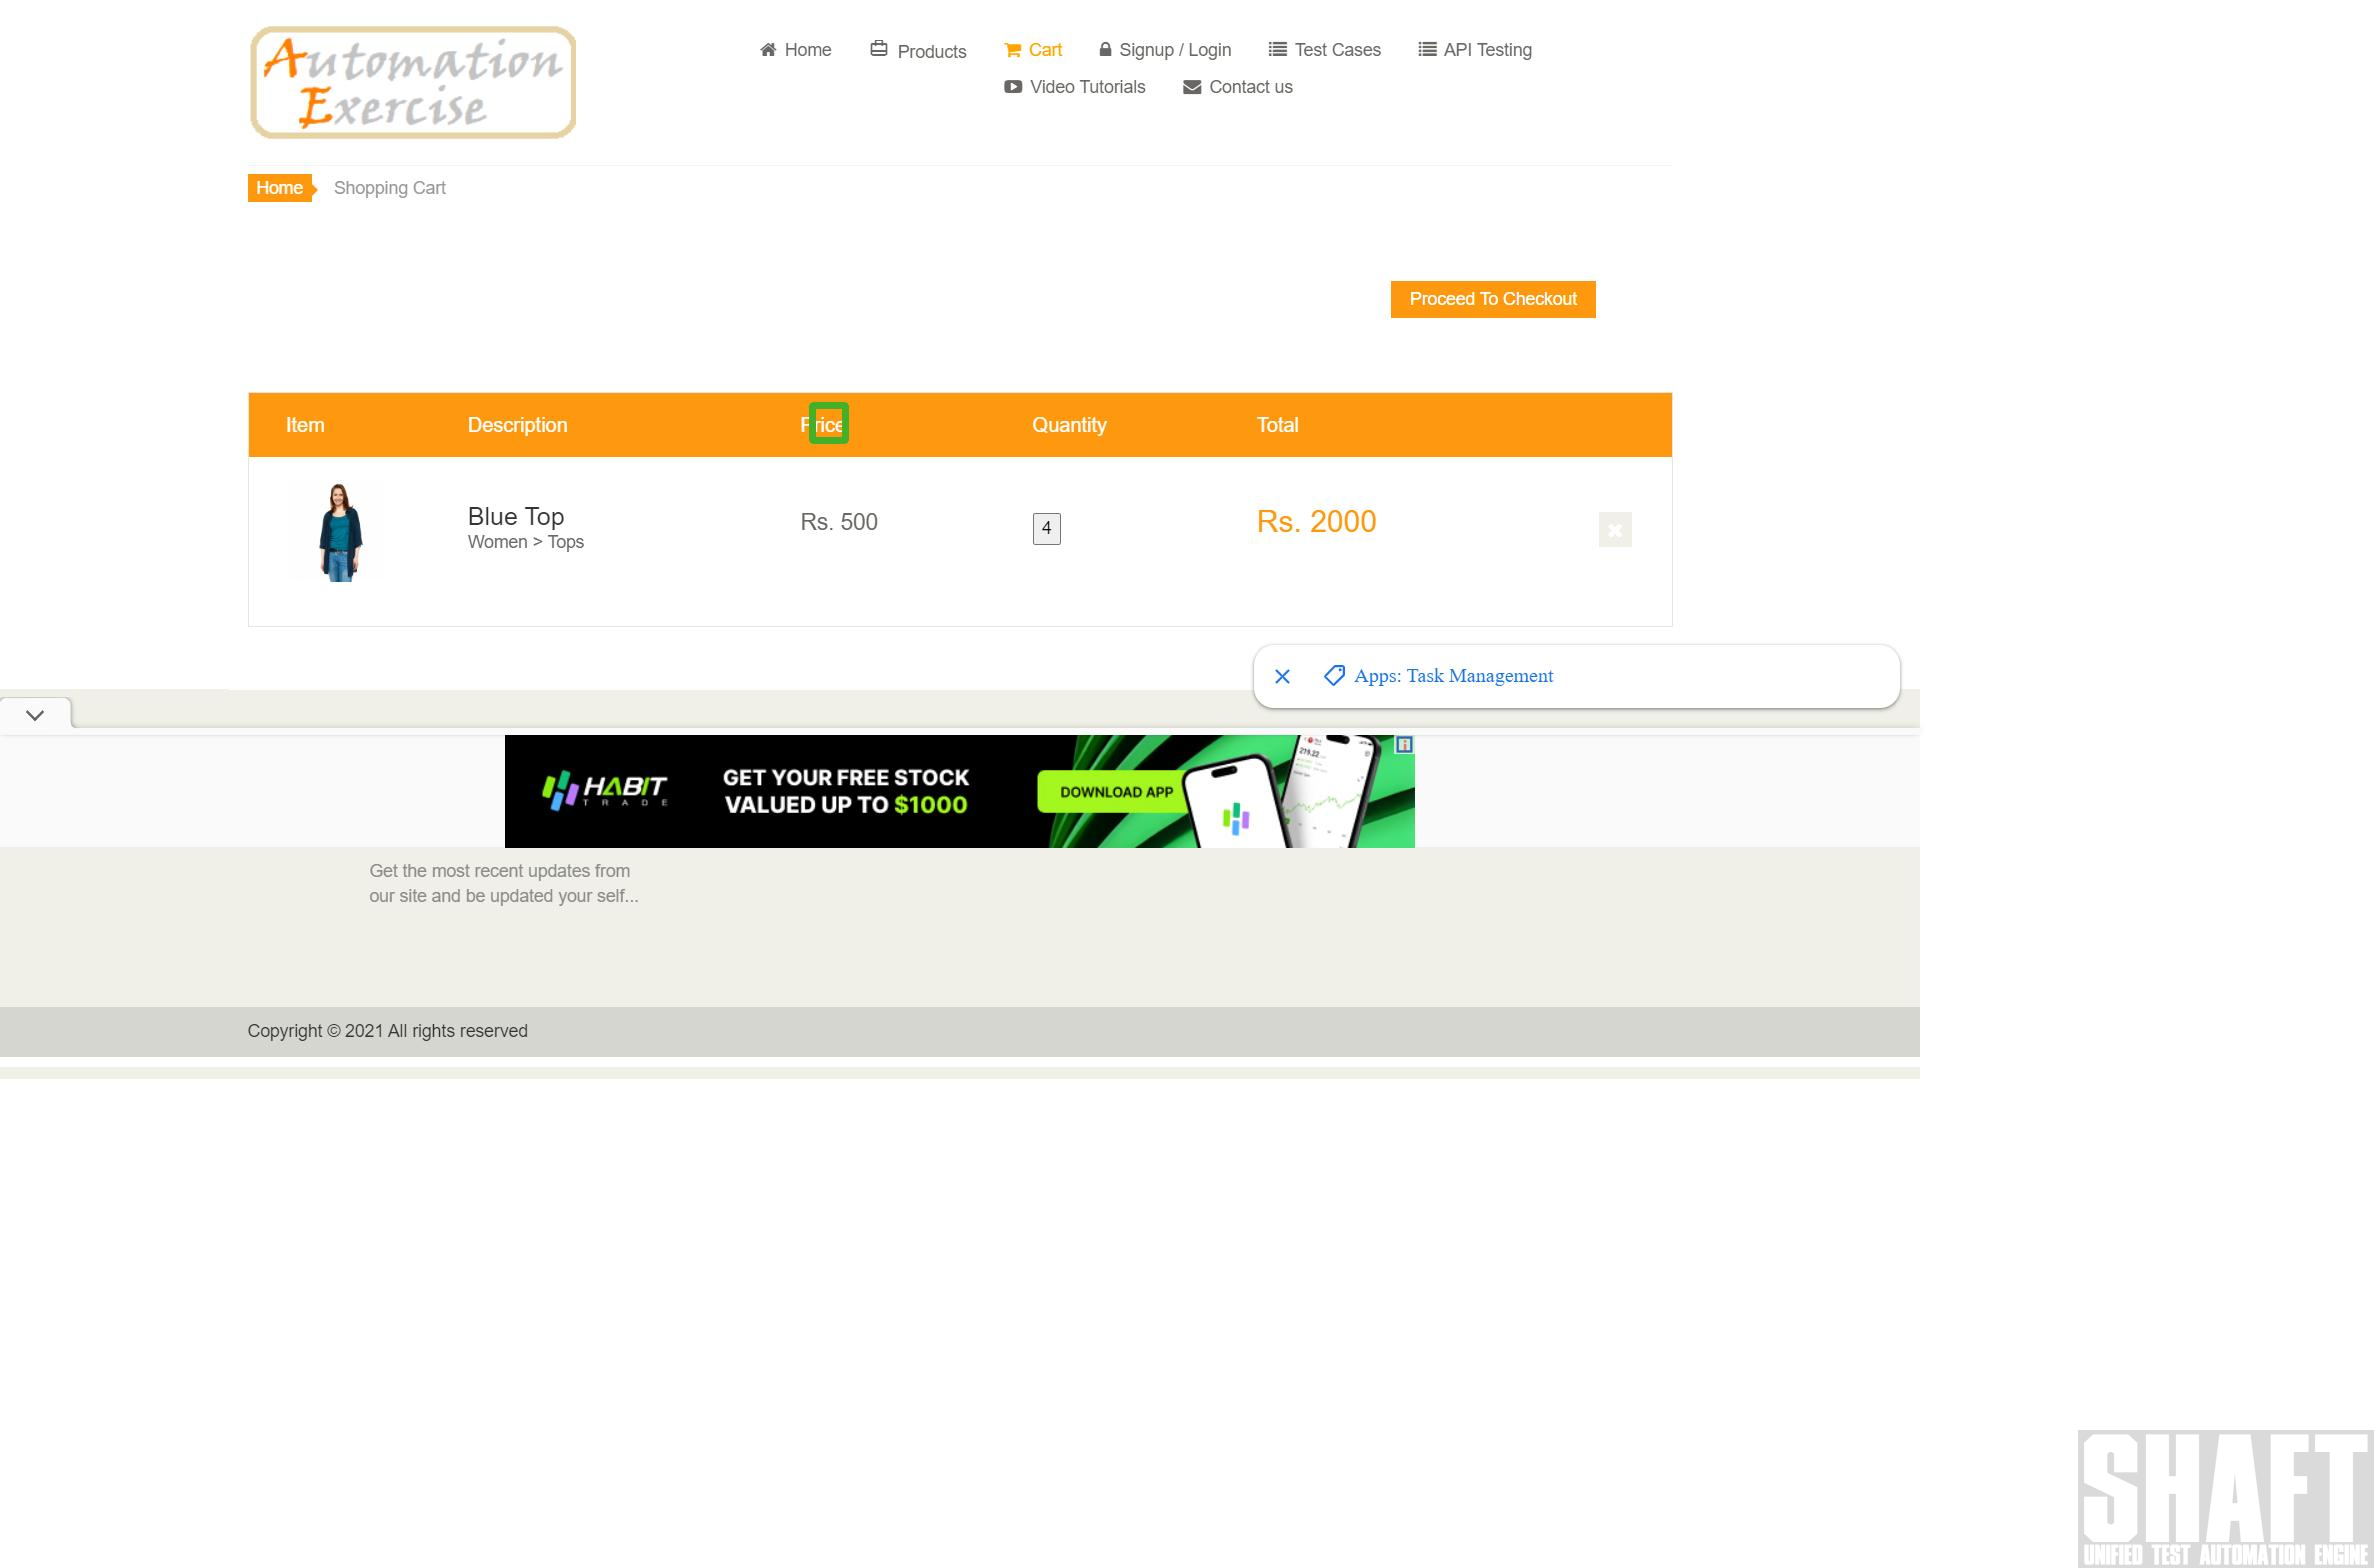 Automation
Exercise
Home
Products
Cart
Signup / Login
Test Cases
API Testing
Video Tutorials
Contact us
Home
Shopping Cart
Proceed To Checkout
Item Description Price Quantity Total
Blue Top
Women > Tops
Rs. 500
4
Rs. 2000
Apps: Task Management
HABIT
TRADE
GET YOUR FREE STOCK
VALUED UP TO $1000
DOWNLOAD APP
219.22
Get the most recent updates from
our site and be updated your self...
Copyright © 2021 All rights reserved
SHAFT
UNIFIED TEST AUTOMATION ENGINE